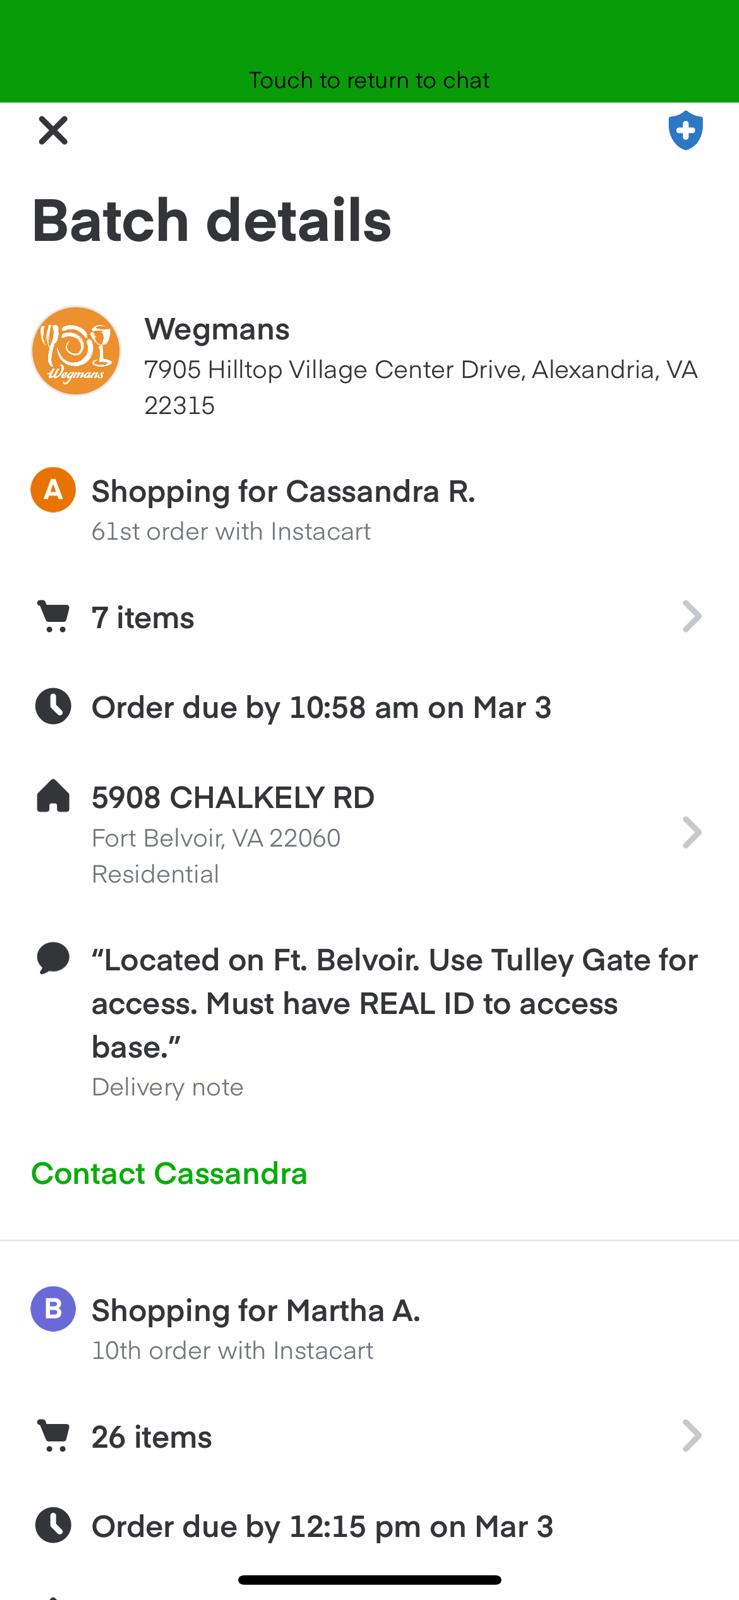 Touch to return to chat
Batch details
Wegmans
Wegmans
7905 Hilltop Village Center Drive, Alexandria, VA
22315
A
Shopping for Cassandra R.
61st order with Instacart
7 items
Order due by 10:58 am on Mar 3
5908 CHALKELY RD
Fort Belvoir, VA 22060
Residential
“Located on Ft. Belvoir. Use Tulley Gate for
access. Must have REAL ID to access
base.”
Delivery note
Contact Cassandra
B
Shopping for Martha A.
10th order with Instacart
26 items
Order due by 12:15 pm on Mar 3